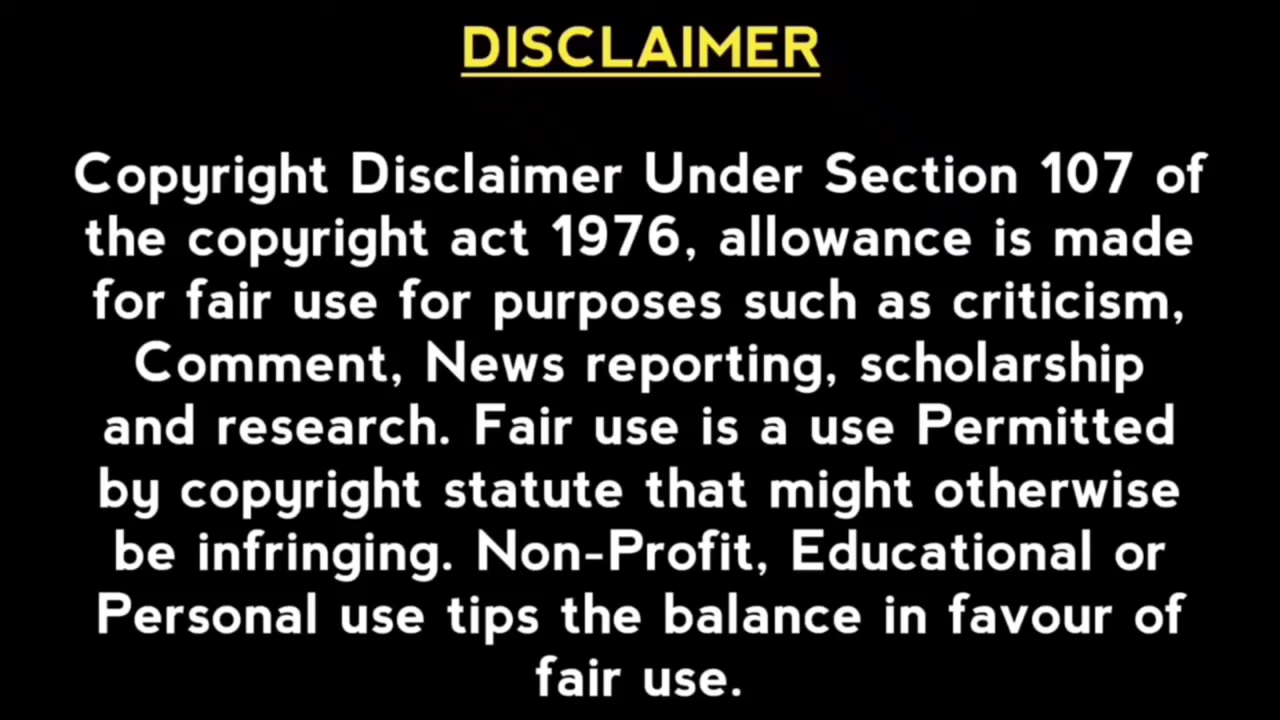 DISCLAIMER
Copyright Disclaimer Under Section 107 of
the copyright act 1976, allowance is made
for fair use for purposes such as criticism,
Comment, News reporting, scholarship
and research. Fair use is a use Permitted
by copyright statute that might otherwise
be infringing. Non-Profit, Educational or
Personal use tips the balance in favour of
fair use.